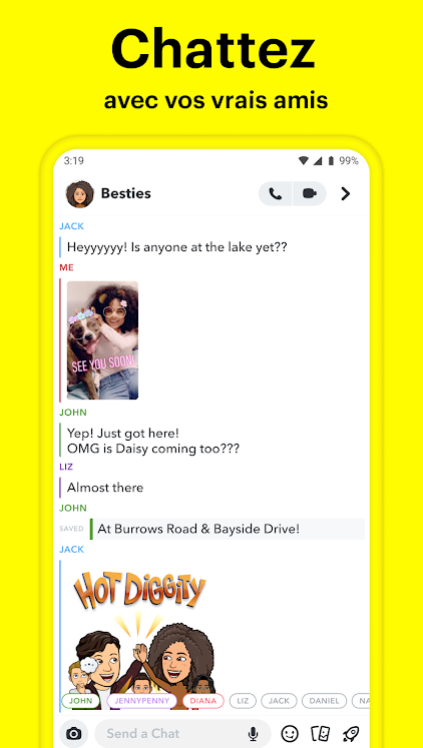 Chattez
avec vos vrais amis
3:19
99%
Besties
JACK
Heyyyyyy! Is anyone at the lake yet??
ME
SEE YOU SOON!
JOHN
Yep! Just got here!
OMG is Daisy coming too???
LIZ
Almost there
JOHN
SAVED At Burrows Road & Bayside Drive!
JACK
HOT DIGGITY
JOHN JENNYPENNY DIANA LIZ JACK DANIEL NA
Send a Chat